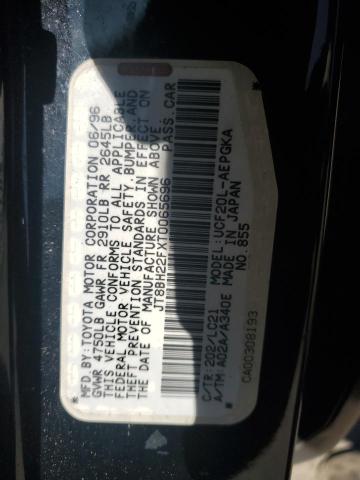 MFD.BY:TOYOTA MOTOR CORPORATION 06/96
GVWR 4750LB GAWR FR 2910LB RR 2645LB
THIS VEHICLE CONFORMS TO ALL APPLICABLE
FEDERAL MOTOR VEHICLE SAFETY, BUMPER, AND
THEFT PREVENTION STANDARDS IN EFFECT ON
THE DATE OF MANUFACTURE SHOWN ABOVE.
JT8BH22FXT0065696 PASS.CAR
C/TR:202/LC21 MODEL:UCF20L-AEPGKA
A/TM A02A/A340E MADE IN JAPAN
NO.855
CA00308193